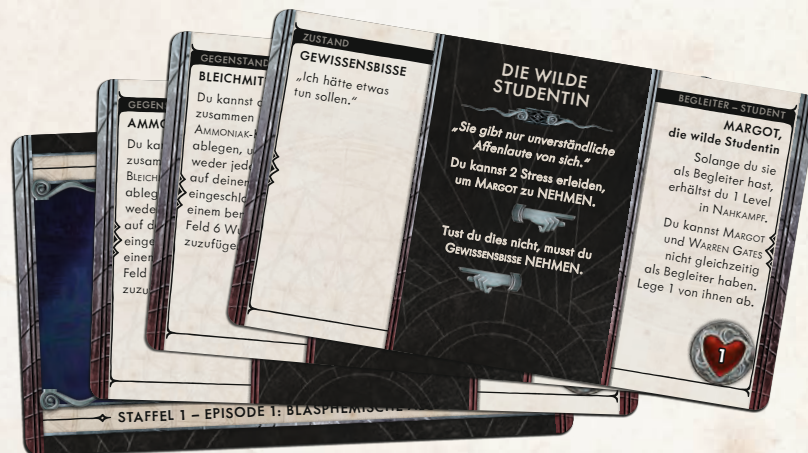 ZUSTAND
GEWISSENSBISSE
„Ich hätte etwas
tun sollen.“
DIE WILDE
STUDENTIN
„Sie gibt nur unverständliche
Affenlaute von sich.“
Du kannst 2 Stress erleiden,
um MARGOT zu NEHMEN.
Tust du dies nicht, musst du
GEWISSENSBISSE NEHMEN.
BEGLEITER – STUDENT
MARGOT,
die wilde Studentin
Solange du sie
als Begleiter hast,
erhältst du 1 Level
in NAHKAMPF.
Du kannst MARGOT
und WARREN GATES
nicht gleichzeitig
als Begleiter haben.
Lege 1 von ihnen ab.
1
GEGENSTAND
BLEICHMIT
Du kannst
zusammen
AMMONIAK-
ablegen, u
weder jede
auf deinem
eingeschlo
einem ber
Feld 6 Wu
zuzufüge
GEGEN
AMMO
Du ka
zusam
BLEICH
ableg
wede
auf d
einge
einem
Feld
zuzu
STAFFEL 1 – EPISODE 1: BLASPHEMISCHE